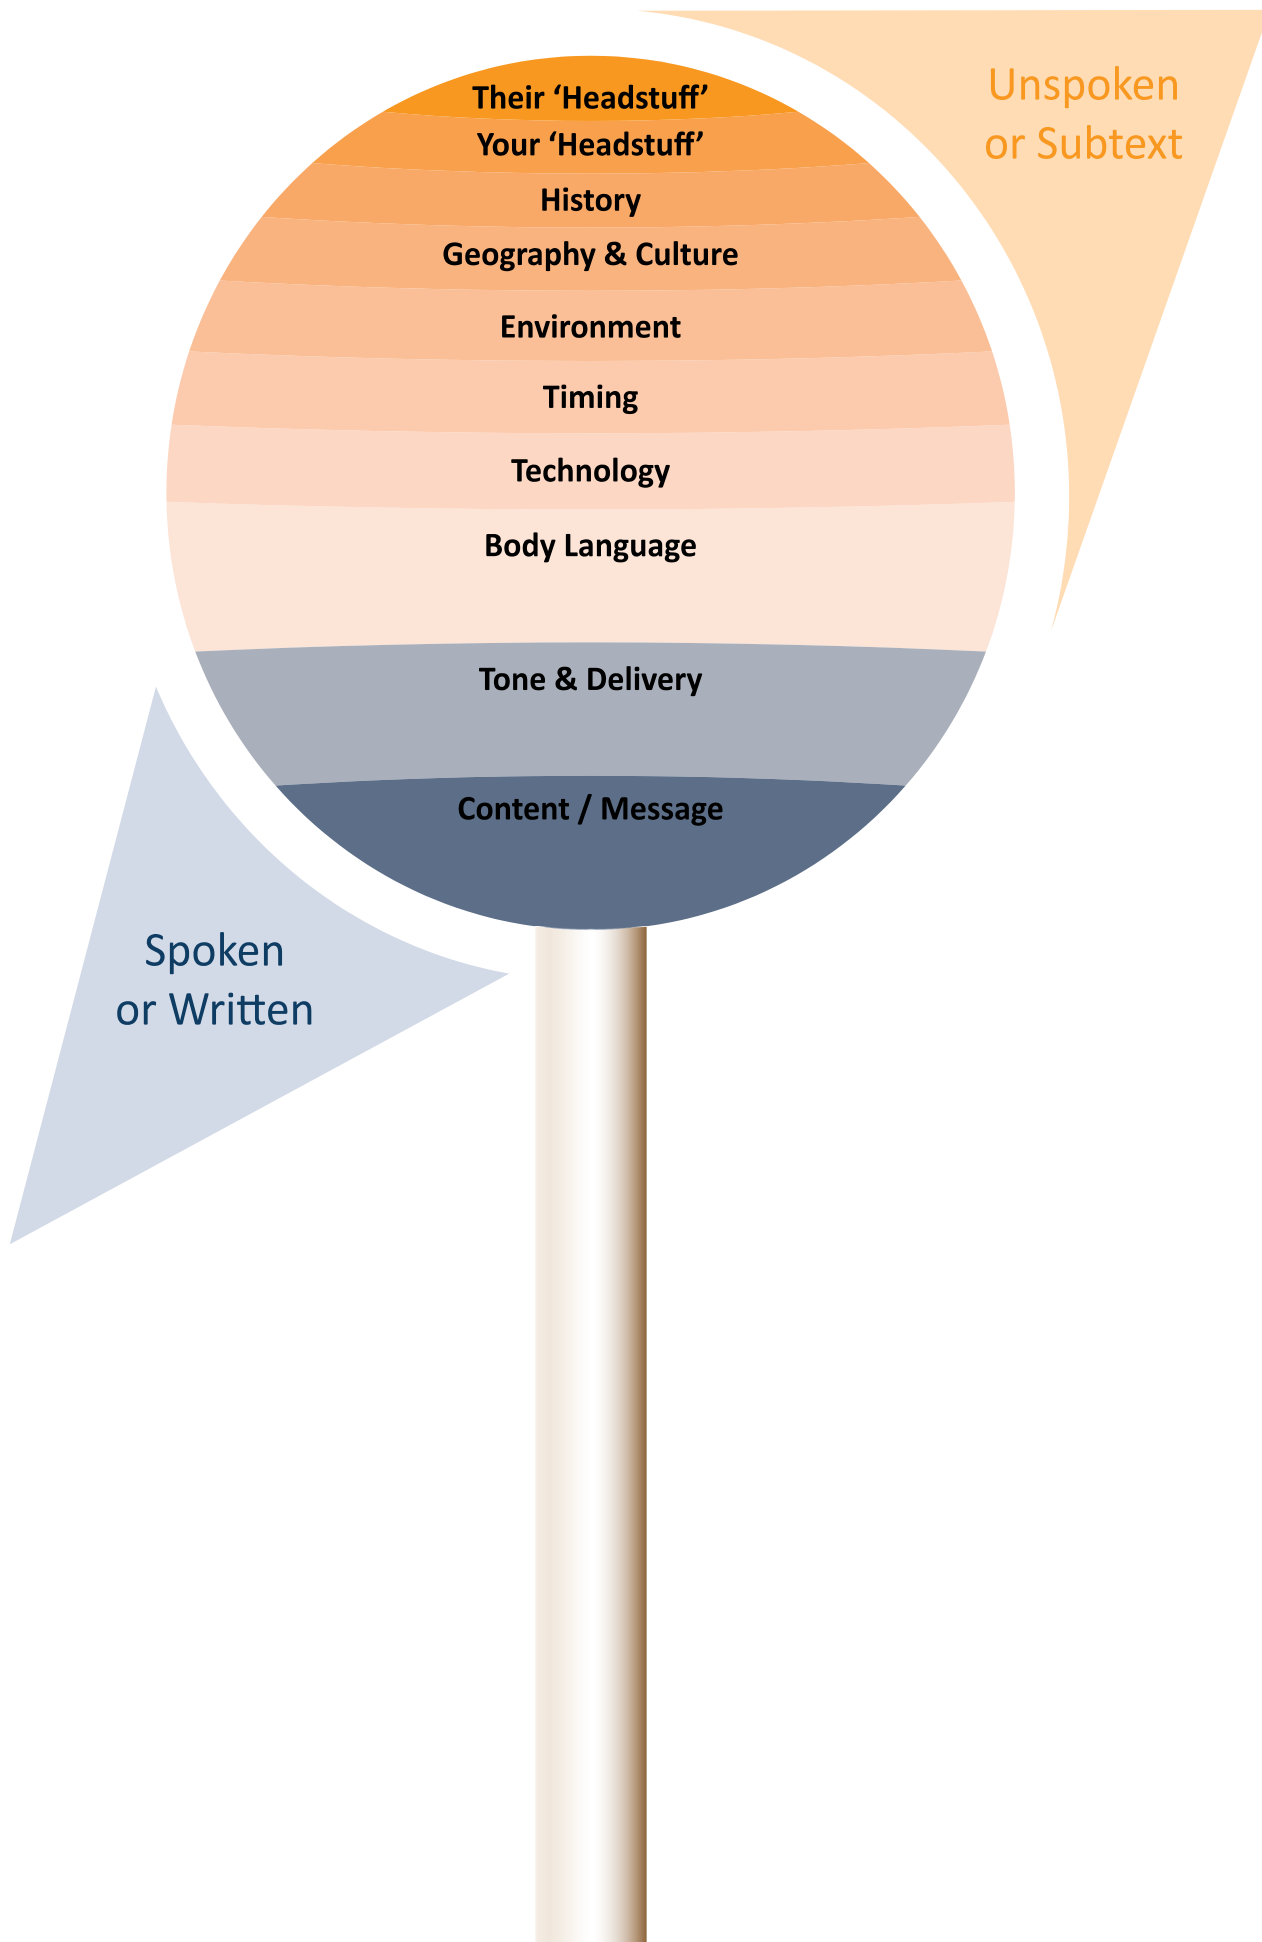 Unspoken
or Subtext
Their ‘Headstuff’
Your ‘Headstuff’
History
Geography & Culture
Environment
Timing
Technology
Body Language
Tone & Delivery
Content / Message
Spoken
or Written